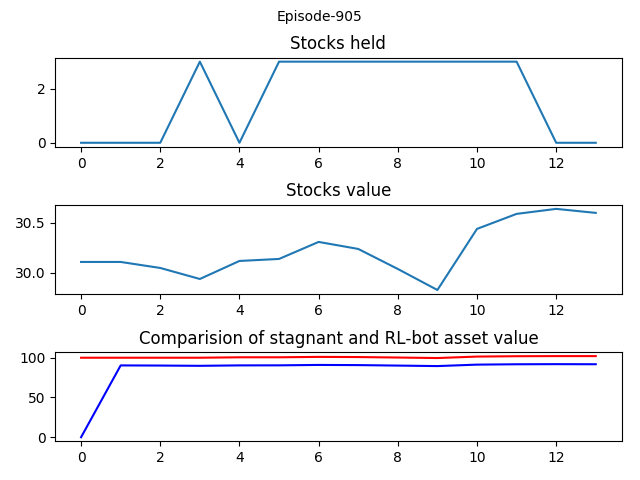 Episode-905
Stocks held
2
0
0 2 4 6 8 10 12
Stocks value
30.5
30.0
0 2 4 6 8 10 12
Comparision of stagnant and RL-bot asset value
100
50
0
0 2 4 6 8 10 12